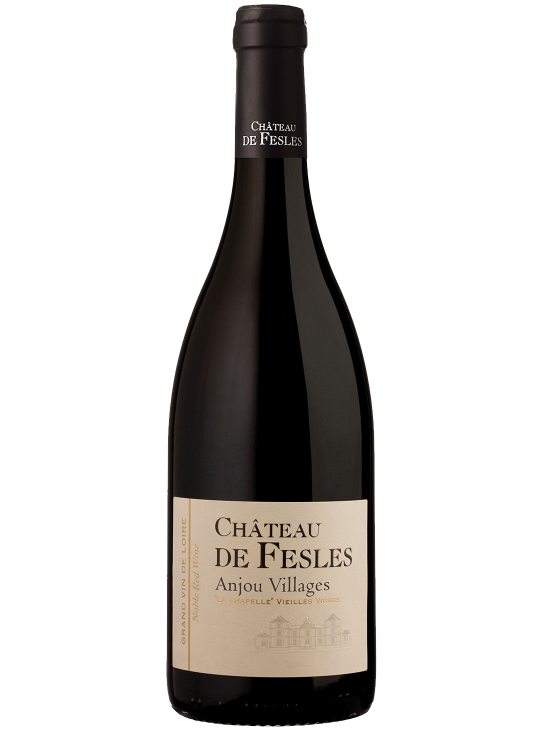 CHÂTEAU
DE FESLES
GRAND VIN DE LOIRE
Noble Red Wine
CHÂTEAU
DE FESLES
Anjou Villages
"LA CHAPELLE" VIEILLES VIGNES